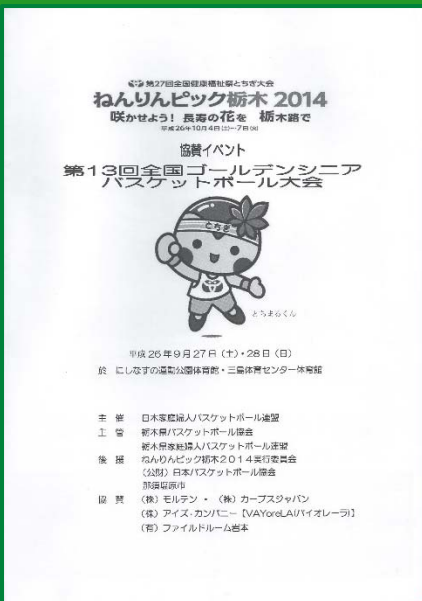 第27回全国健康福祉祭とちぎ大会
ねんりんピック栃木 2014
咲かせよう! 長寿の花を 栃木路で
平成26年10月4日(土)~7日(火)
協賛イベント
第13回全国ゴールデンシニア
バスケットボール大会
とちまる
とちまるくん
平成26年9月27日(土)・28日(日)
於 にしなすの運動公園体育館・三島体育センター体育館
主 催 日本家庭婦人バスケットボール連盟
主 管 栃木県バスケットボール協会
栃木県家庭婦人バスケットボール連盟
後 援 ねんりんピック栃木2014実行委員会
(公財)日本バスケットボール協会
那須塩原市
協 賛 (株)モルテン ・ (株)カーブスジャパン
(株)アイズ・カンパニー【VAYoreLA(バイオレーラ)】
(有)ファイルドルーム岩本